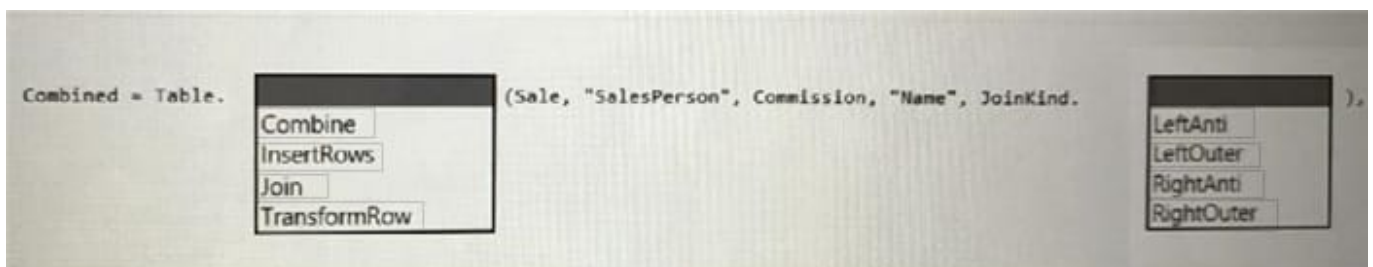 Combined = Table. (Sale, "SalesPerson", Commission, "Name", JoinKind. ),
Combine
InsertRows
Join
TransformRow
LeftAnti
LeftOuter
RightAnti
RightOuter